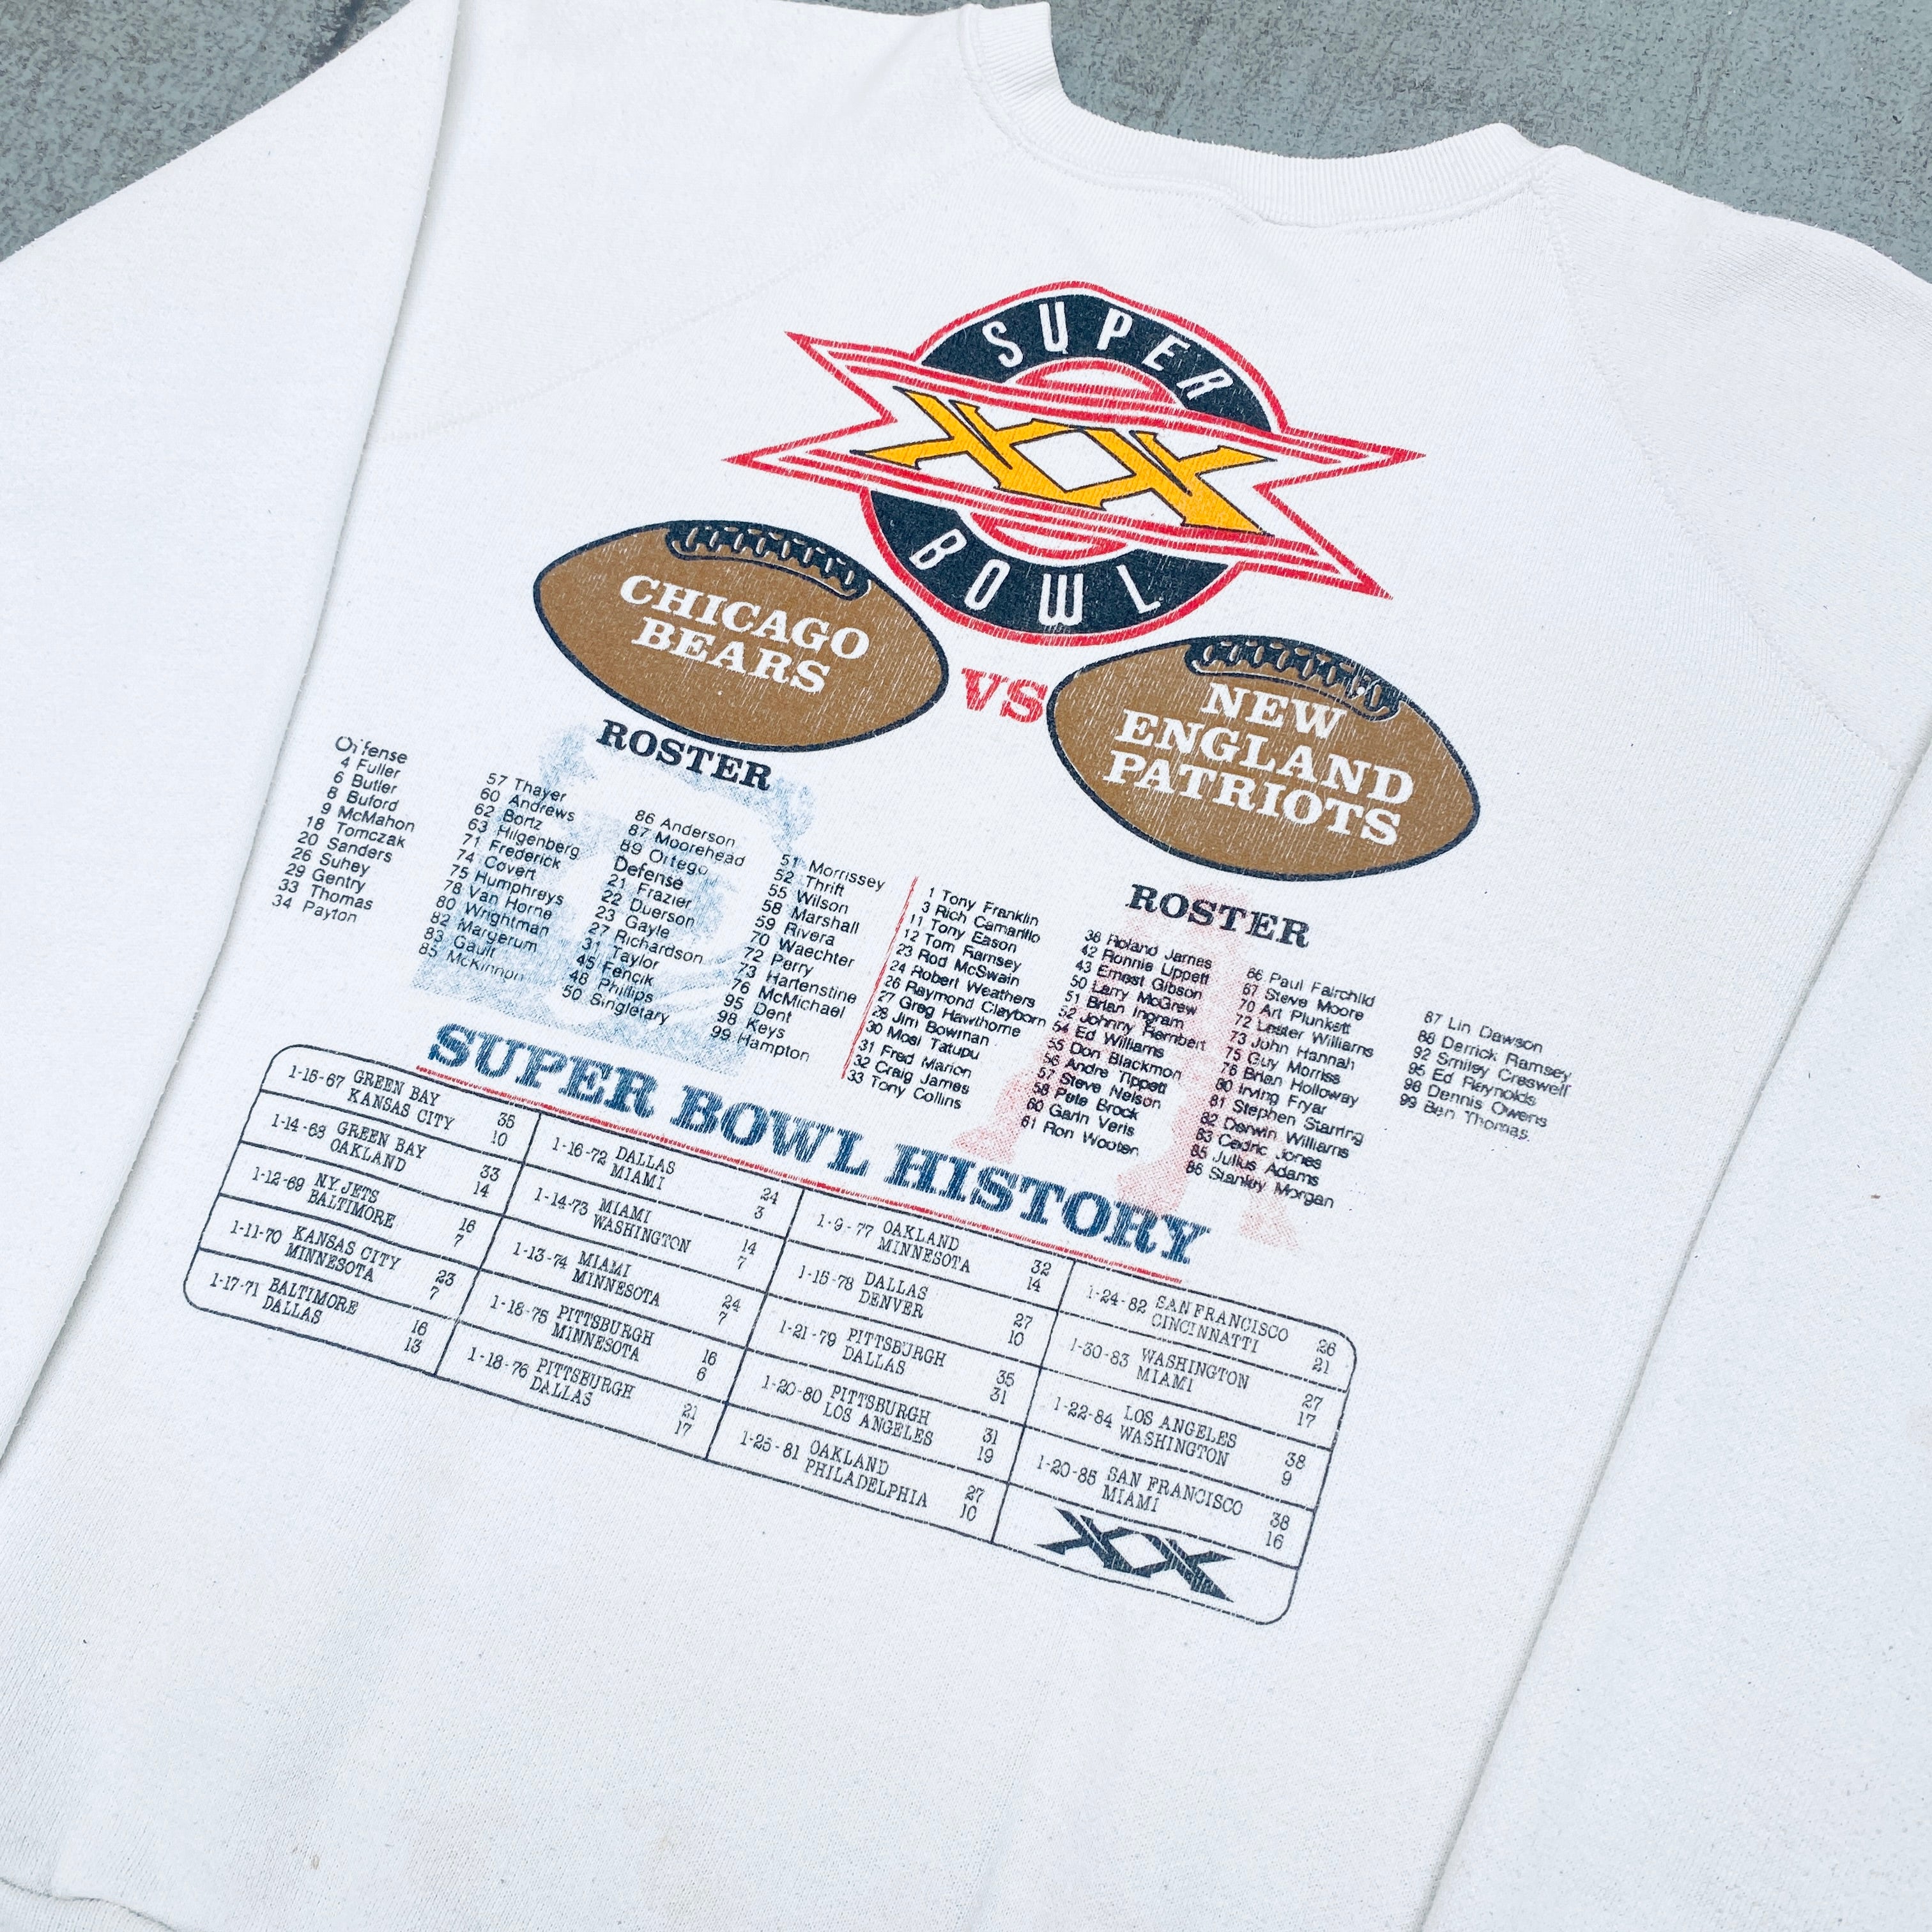 SUPER
XX
BOWL
CHICAGO
BEARS
VS
NEW
ENGLAND
PATRIOTS
ROSTER
Offense
4 Fuller
6 Butler
8 Buford
9 McMahon
18 Tomczak
20 Sanders
26 Suhey
29 Gentry
33 Thomas
34 Payton
57 Thayer
60 Andrews
62 Bortz
63 Hilgenberg
71 Frederick
74 Covert
75 Humphreys
78 Van Horne
80 Wrightman
82 Margerum
83 Gault
85 McKinnon
86 Anderson
87 Moorehead
89 Ortego
Defense
21 Frazier
22 Duerson
23 Gayle
27 Richardson
31 Taylor
45 Fencik
48 Phillips
50 Singletary
51 Morrissey
52 Thrift
55 Wilson
58 Marshall
59 Rivera
70 Waechter
72 Perry
73 Hartenstine
76 McMichael
95 Dent
98 Keys
99 Hampton
ROSTER
1 Tony Franklin
3 Rich Camarillo
11 Tony Eason
12 Tom Ramsey
23 Rod McSwain
24 Robert Weathers
26 Raymond Clayborn
27 Greg Hawthorne
28 Jim Bowman
30 Mosi Tatupu
31 Fred Marion
32 Craig James
33 Tony Collins
38 Roland James
42 Ronnie Lippett
43 Ernest Gibson
50 Larry McGrew
51 Brian Ingram
52 Johnny Rembert
54 Ed Williams
55 Don Blackmon
56 Andre Tippett
57 Steve Nelson
58 Pete Brock
60 Garin Veris
61 Ron Wooten
66 Paul Fairchild
67 Steve Moore
70 Art Plunkett
72 Lester Williams
73 John Hannah
75 Guy Morriss
76 Brian Holloway
80 Irving Fryar
81 Stephen Starring
82 Derwin Williams
83 Cedric Jones
85 Julius Adams
86 Stanley Morgan
87 Lin Dawson
88 Derrick Ramsey
92 Smiley Creswell
95 Ed Reynolds
98 Dennis Owens
99 Ben Thomas
SUPER BOWL HISTORY
1-15-67 GREEN BAY 35
KANSAS CITY 10
1-14-68 GREEN BAY 33
OAKLAND 14
1-12-69 N.Y. JETS 16
BALTIMORE 7
1-11-70 KANSAS CITY 23
MINNESOTA 7
1-17-71 BALTIMORE 16
DALLAS 13
1-16-72 DALLAS 24
MIAMI 3
1-14-73 MIAMI 14
WASHINGTON 7
1-13-74 MIAMI 24
MINNESOTA 7
1-18-75 PITTSBURGH 16
MINNESOTA 6
1-18-76 PITTSBURGH 21
DALLAS 17
1-9-77 OAKLAND 32
MINNESOTA 14
1-15-78 DALLAS 27
DENVER 10
1-21-79 PITTSBURGH 35
DALLAS 31
1-20-80 PITTSBURGH 31
LOS ANGELES 19
1-25-81 OAKLAND 27
PHILADELPHIA 10
1-24-82 SAN FRANCISCO 26
CINCINNATTI 21
1-30-83 WASHINGTON 27
MIAMI 17
1-22-84 LOS ANGELES 38
WASHINGTON 9
1-20-85 SAN FRANCISCO 38
MIAMI 16
XX